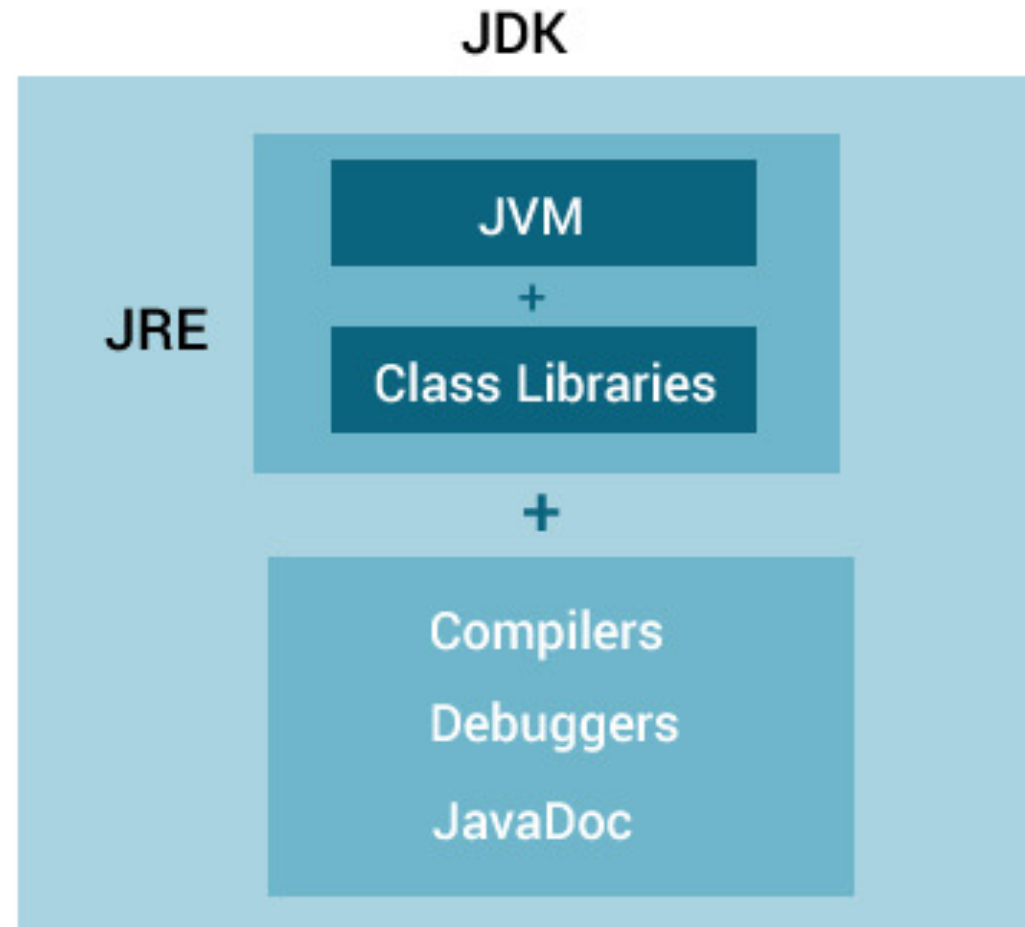 JDK
JVM
+
JRE
Class Libraries
+
Compilers
Debuggers
JavaDoc